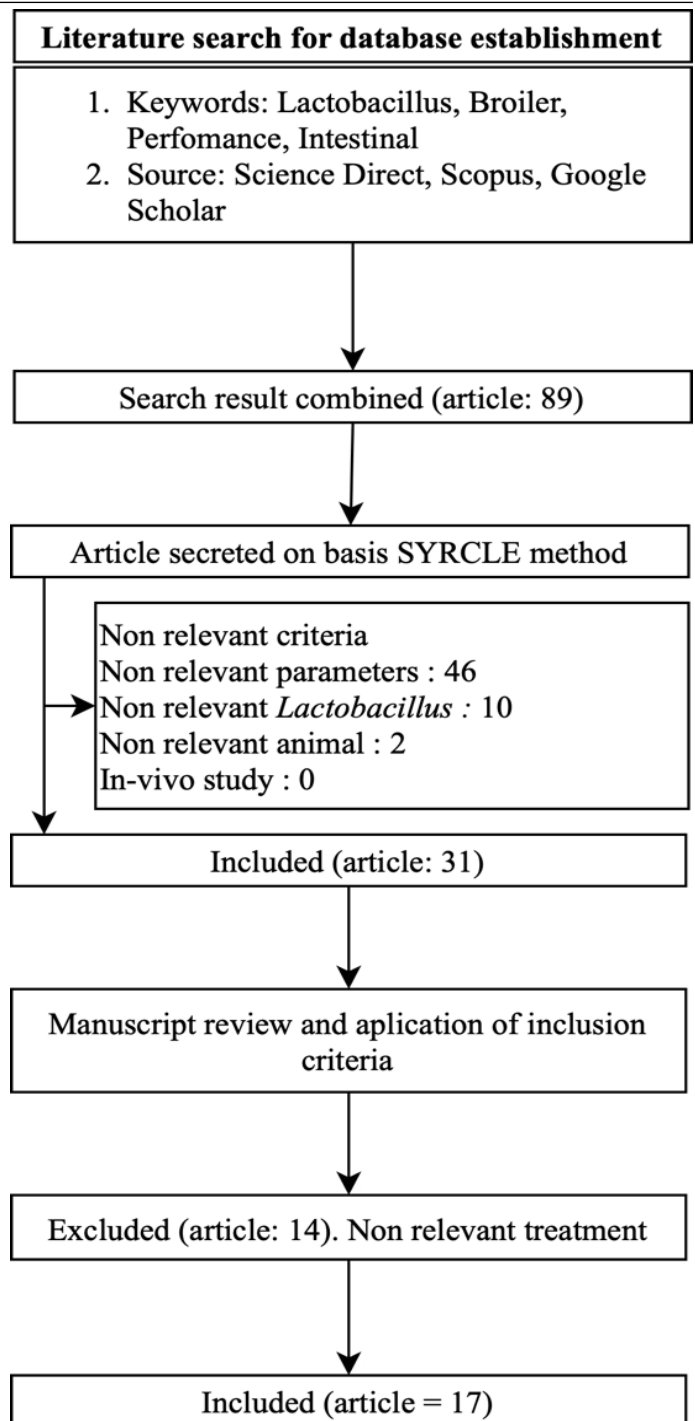 Literature search for database establishment
1. Keywords: Lactobacillus, Broiler,
Perfomance, Intestinal
2. Source: Science Direct, Scopus, Google
Scholar
Search result combined (article: 89)
Article secreted on basis SYRCLE method
Non relevant criteria
Non relevant parameters : 46
Non relevant Lactobacillus : 10
Non relevant animal : 2
In-vivo study : 0
Included (article: 31)
Manuscript review and aplication of inclusion
criteria
Excluded (article: 14). Non relevant treatment
Included (article = 17)